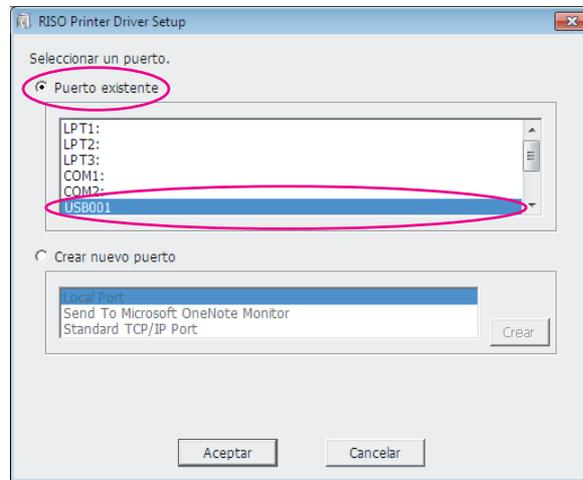 RISO Printer Driver Setup
Seleccionar un puerto.
Puerto existente
LPT1:
LPT2:
LPT3:
COM1:
COM2:
USB001
Crear nuevo puerto
Local Port
Send To Microsoft OneNote Monitor
Standard TCP/IP Port
Crear
Aceptar
Cancelar